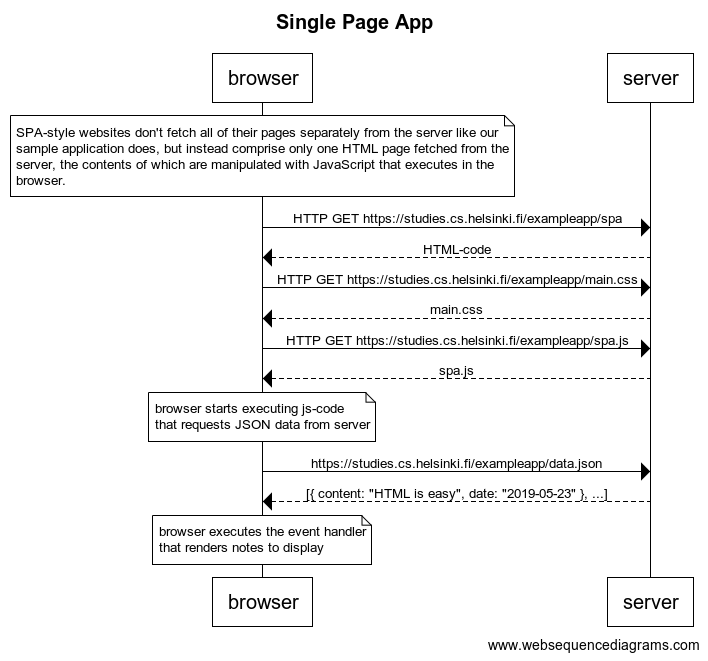 Single Page App
browser
server
SPA-style websites don't fetch all of their pages separately from the server like our
sample application does, but instead comprise only one HTML page fetched from the
server, the contents of which are manipulated with JavaScript that executes in the
browser.
HTTP GET https://studies.cs.helsinki.fi/exampleapp/spa
HTML-code
HTTP GET https://studies.cs.helsinki.fi/exampleapp/main.css
main.css
HTTP GET https://studies.cs.helsinki.fi/exampleapp/spa.js
spa.js
browser starts executing js-code
that requests JSON data from server
https://studies.cs.helsinki.fi/exampleapp/data.json
[{ content: "HTML is easy", date: "2019-05-23" }, ...]
browser executes the event handler
that renders notes to display
browser
server
www.websequencediagrams.com